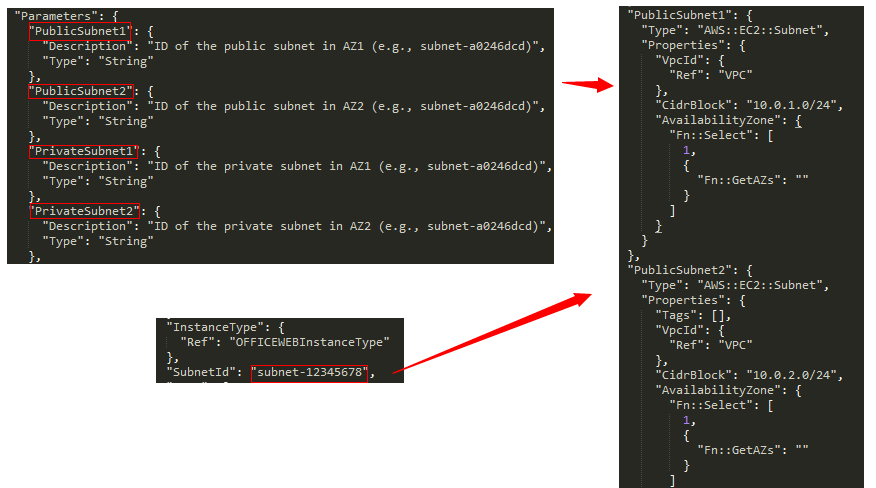 "Parameters": {
"PublicSubnet1": {
"Description": "ID of the public subnet in AZ1 (e.g., subnet-a0246dcd)",
"Type": "String"
},
"PublicSubnet2": {
"Description": "ID of the public subnet in AZ2 (e.g., subnet-a0246dcd)",
"Type": "String"
},
"PrivateSubnet1": {
"Description": "ID of the private subnet in AZ1 (e.g., subnet-a0246dcd)",
"Type": "String"
},
"PrivateSubnet2": {
"Description": "ID of the private subnet in AZ2 (e.g., subnet-a0246dcd)",
"Type": "String"
},
"InstanceType": {
"Ref": "OFFICEWEBInstanceType"
},
"SubnetId": "subnet-12345678",
"PublicSubnet1": {
"Type": "AWS::EC2::Subnet",
"Properties": {
"VpcId": {
"Ref": "VPC"
},
"CidrBlock": "10.0.1.0/24",
"AvailabilityZone": {
"Fn::Select": [
1,
{
"Fn::GetAZs": ""
}
]
}
}
},
"PublicSubnet2": {
"Type": "AWS::EC2::Subnet",
"Properties": {
"Tags": [],
"VpcId": {
"Ref": "VPC"
},
"CidrBlock": "10.0.2.0/24",
"AvailabilityZone": {
"Fn::Select": [
1,
{
"Fn::GetAZs": ""
}
]